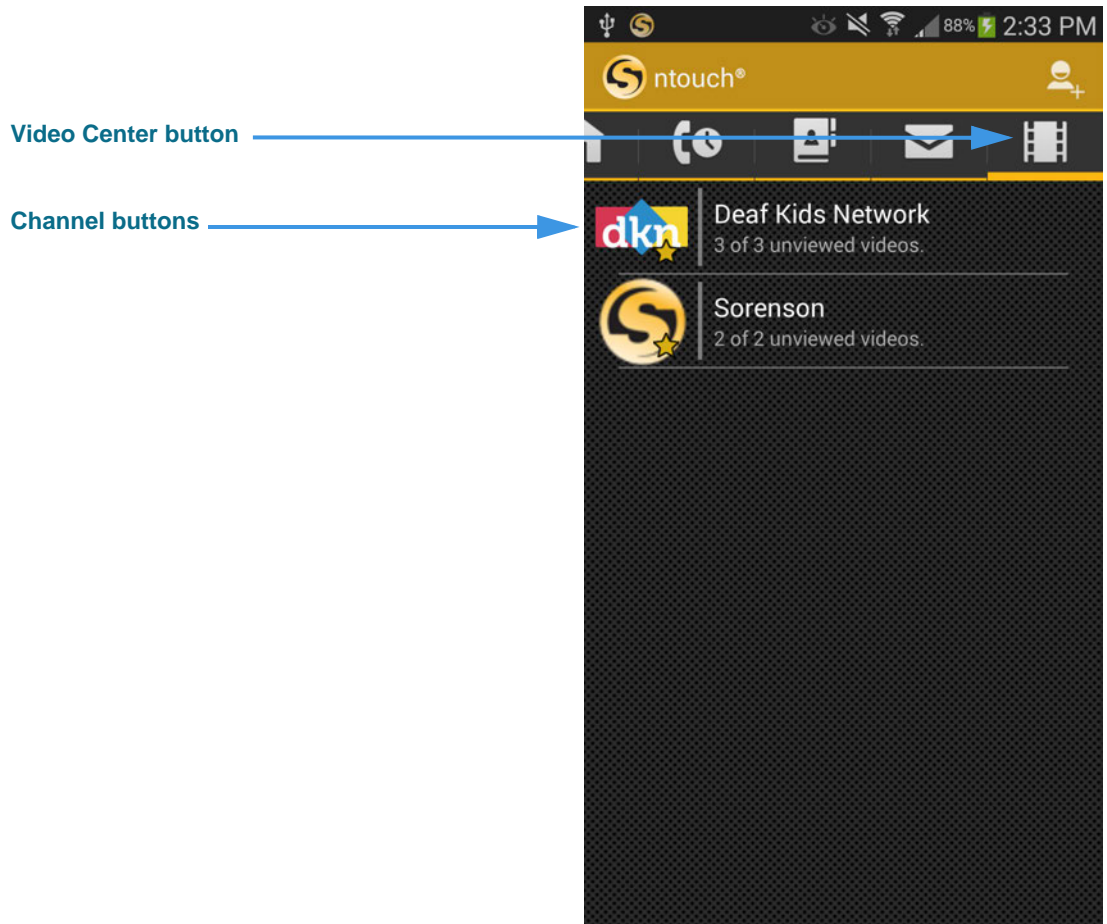 88% 2:33 PM
S ntouch®
Video Center button
Channel buttons
dkn
Deaf Kids Network
3 of 3 unviewed videos.
S
Sorenson
2 of 2 unviewed videos.